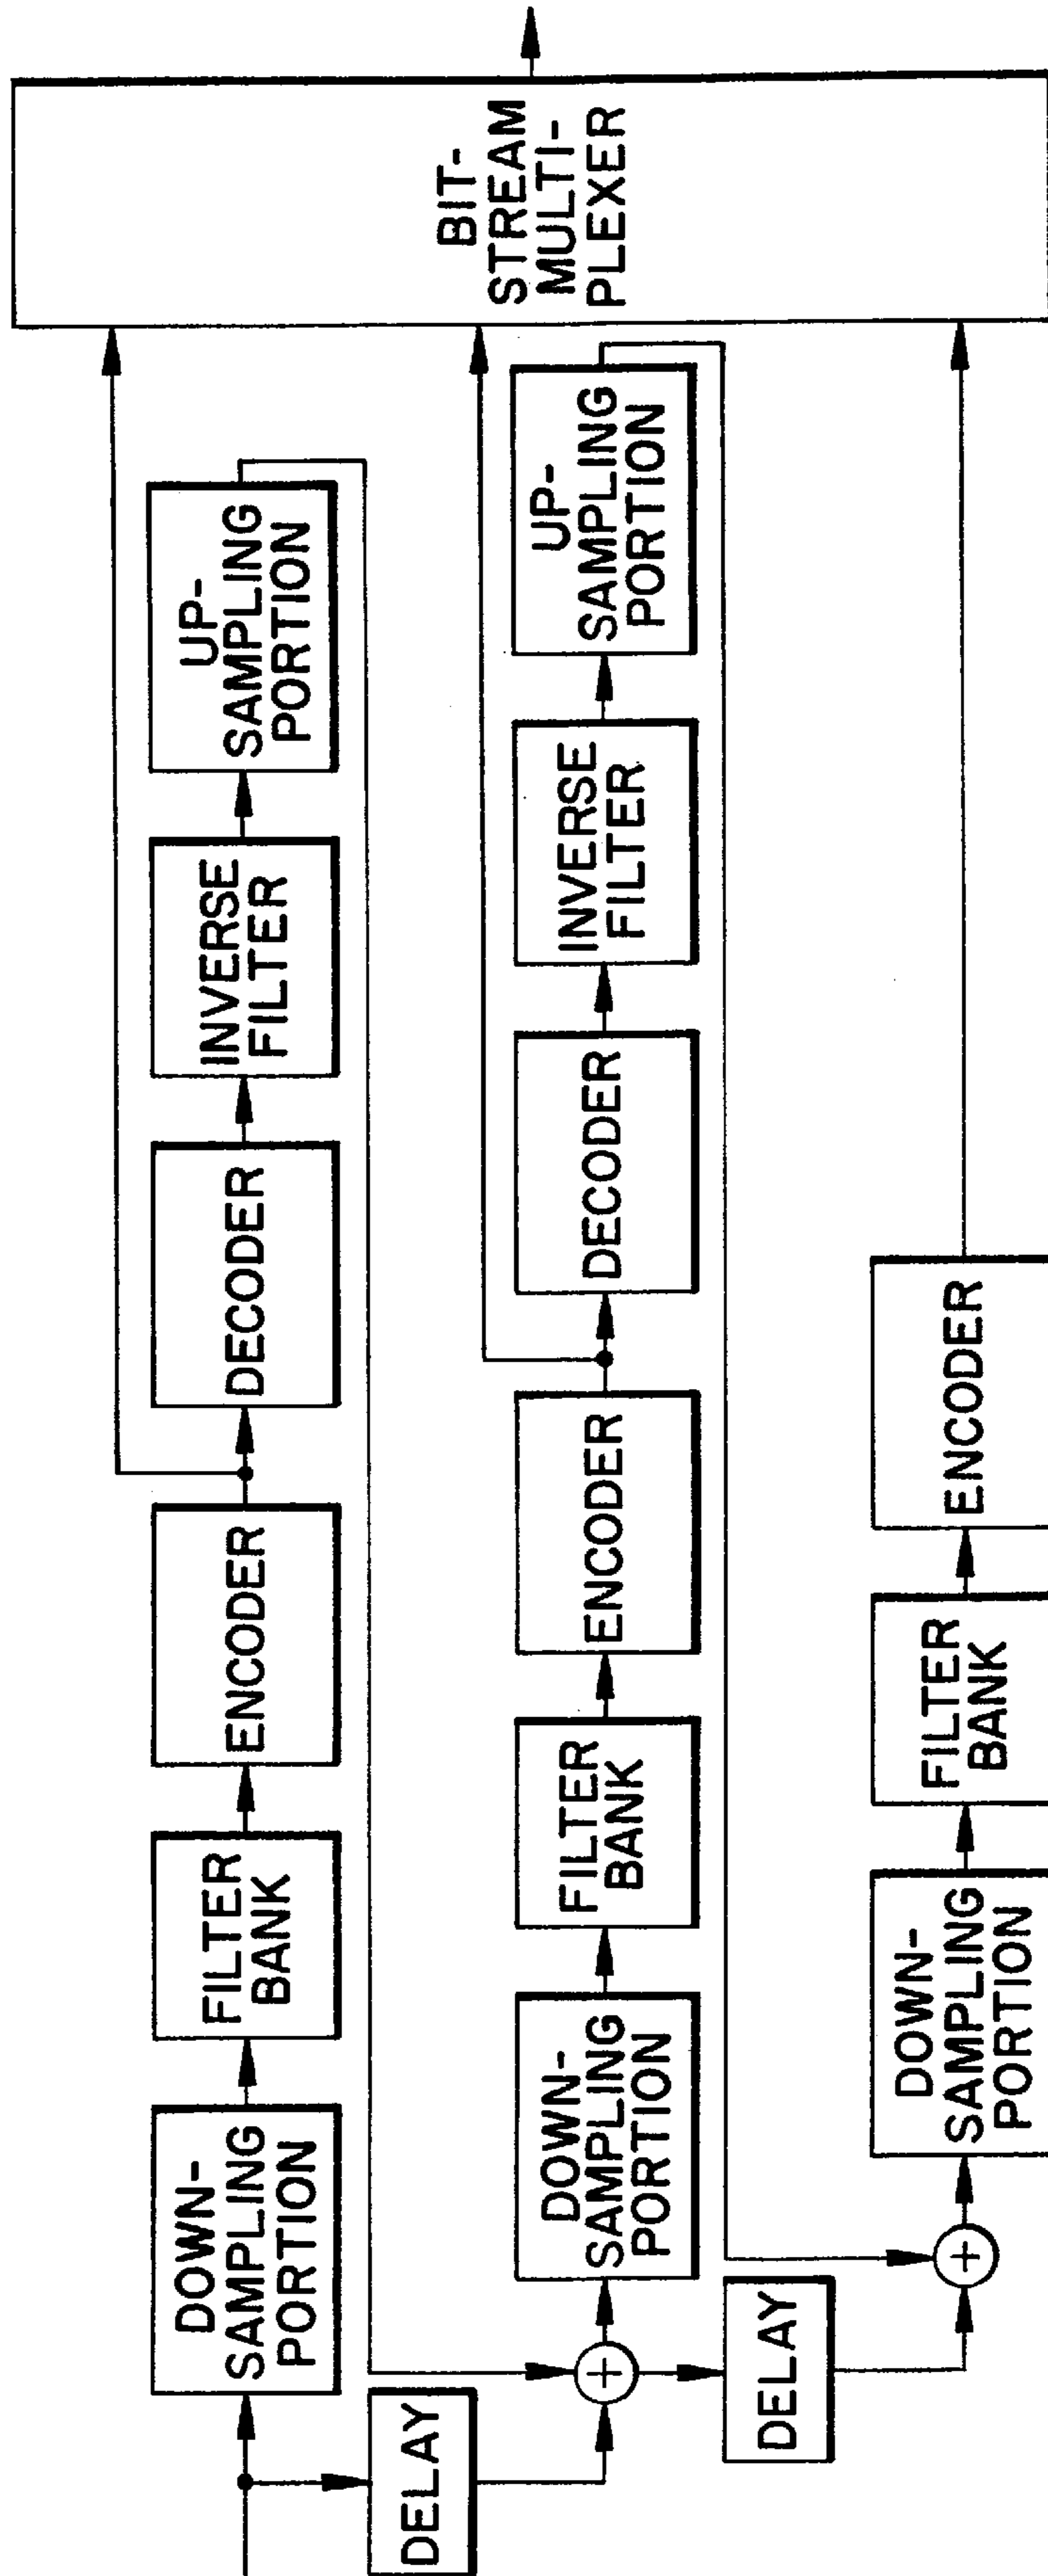 DOWN-
SAMPLING
PORTION
FILTER
BANK
ENCODER
DECODER
INVERSE
FILTER
UP-
SAMPLING
PORTION
BIT-
STREAM
MULTI-
PLEXER
DELAY
+
DOWN-
SAMPLING
PORTION
FILTER
BANK
ENCODER
DECODER
INVERSE
FILTER
UP-
SAMPLING
PORTION
DELAY
+
DOWN-
SAMPLING
PORTION
FILTER
BANK
ENCODER